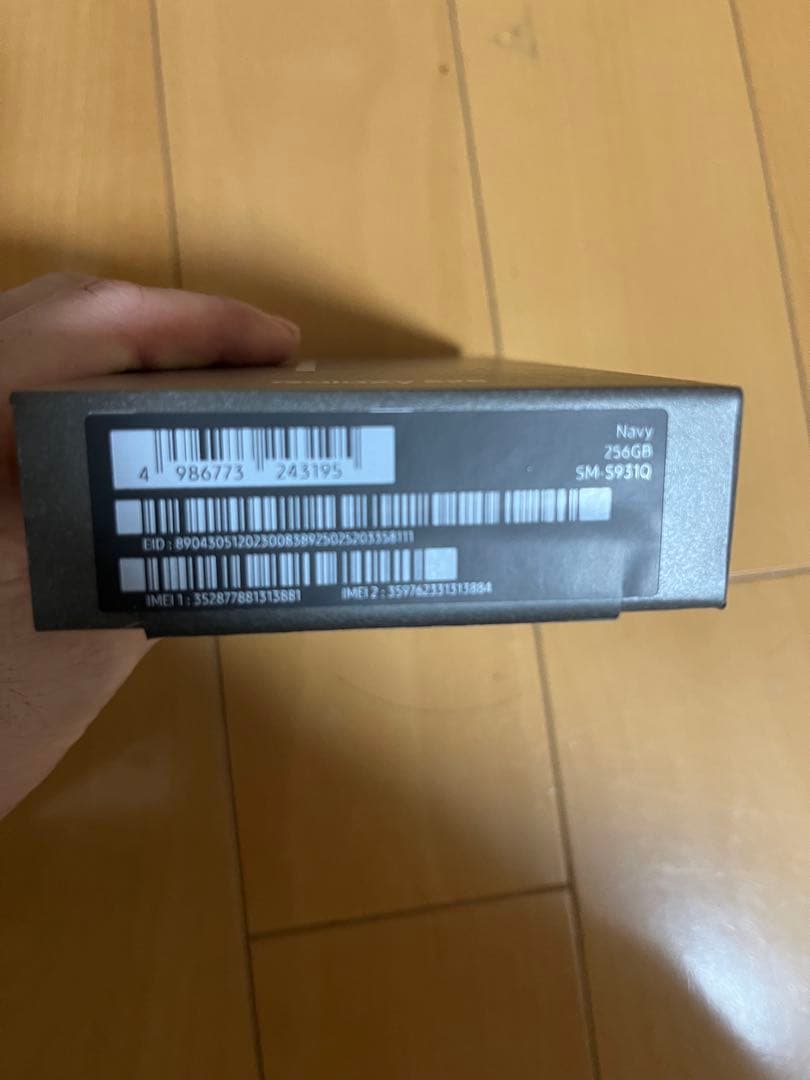 Navy
256GB
SM-S931Q
4 986773 243195
EID : 89043051202300838925025203358111
IMEI 1 : 352877881313881 IMEI 2 : 359762331313884